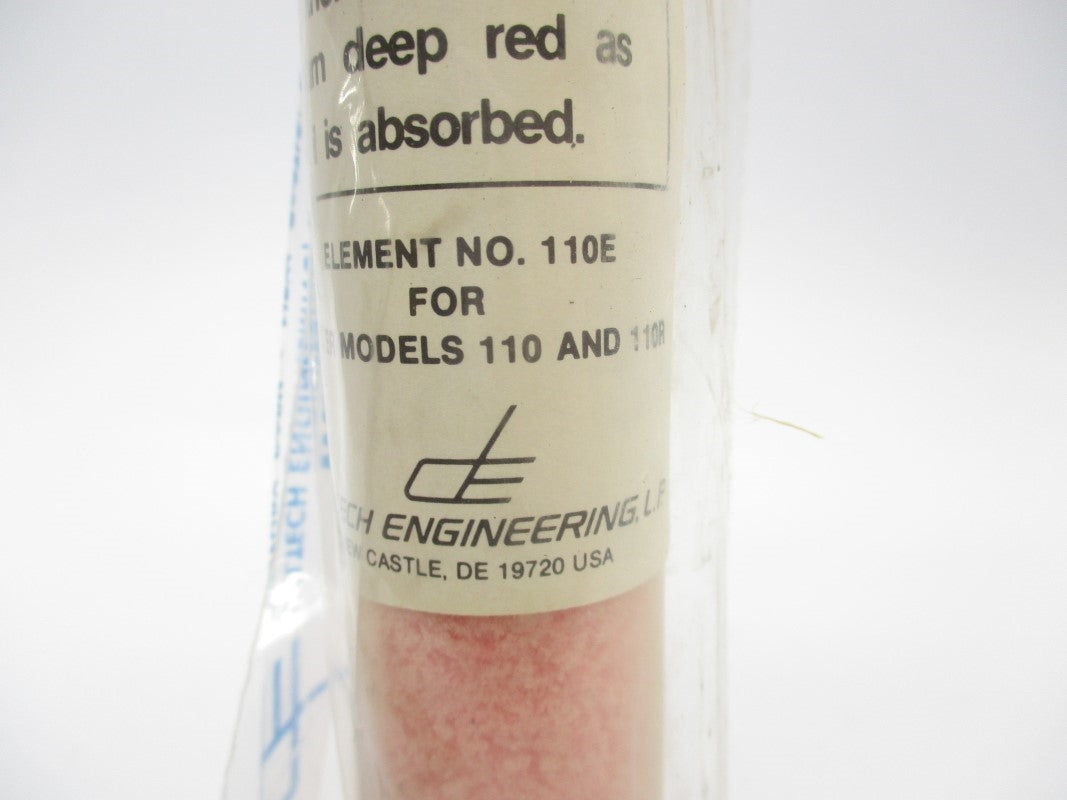 deep red as
is absorbed.
ELEMENT NO. 110E
FOR
MODELS 110 AND 110R
ENGINEERING, L.P.
CASTLE, DE 19720 USA